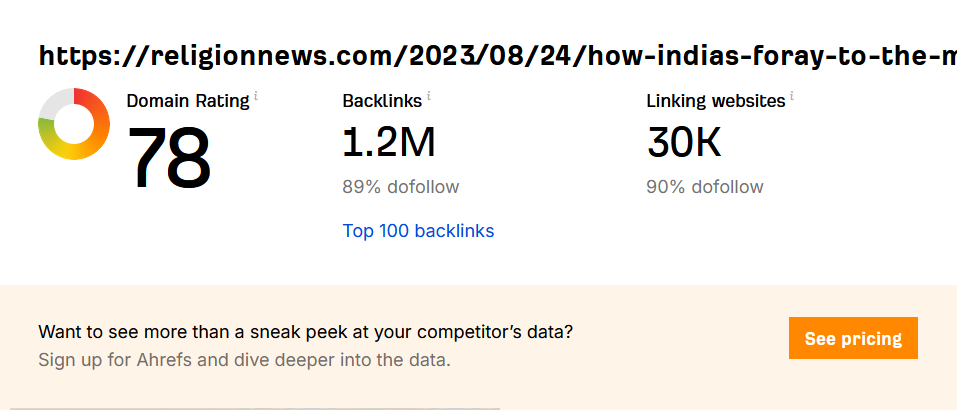 https://religionnews.com/2023/08/24/how-indias-foray-to-the-m
Domain Rating i
Backlinks i
Linking websites i
78
1.2M
30K
89% dofollow
90% dofollow
Top 100 backlinks
Want to see more than a sneak peek at your competitor’s data?
Sign up for Ahrefs and dive deeper into the data.
See pricing